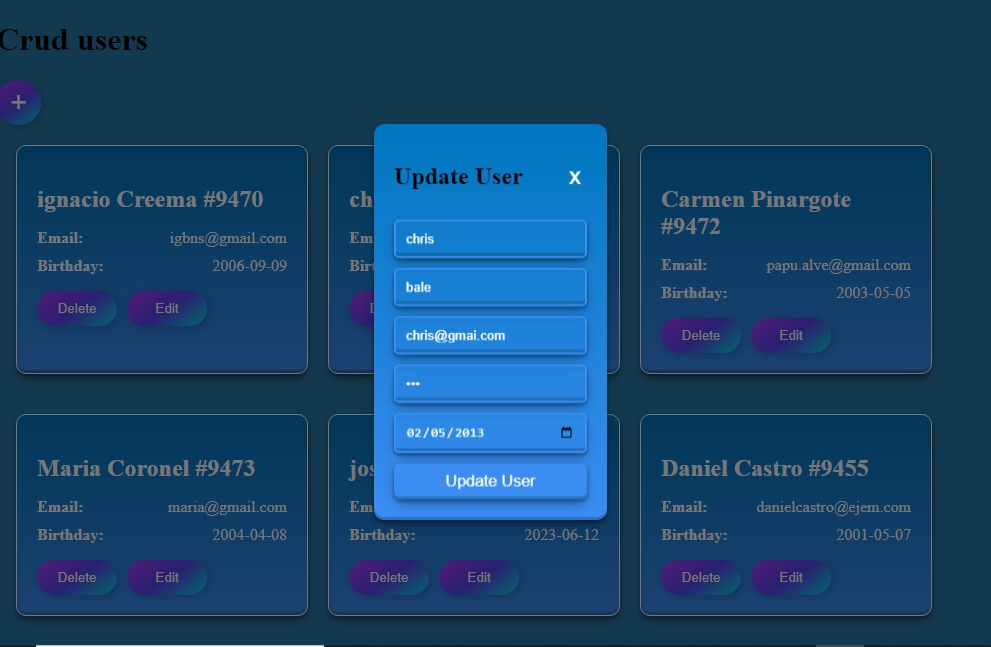 Crud users
+
Update User X
chris
bale
chris@gmai.com
•••
02/05/2013
Update User
ignacio Creema #9470
Email: igbns@gmail.com
Birthday: 2006-09-09
Delete Edit
ch
Em
Birt
D
Carmen Pinargote
#9472
Email: papu.alve@gmail.com
Birthday: 2003-05-05
Delete Edit
Maria Coronel #9473
Email: maria@gmail.com
Birthday: 2004-04-08
Delete Edit
jos
Em
Birthday: 2023-06-12
Delete Edit
Daniel Castro #9455
Email: danielcastro@ejem.com
Birthday: 2001-05-07
Delete Edit